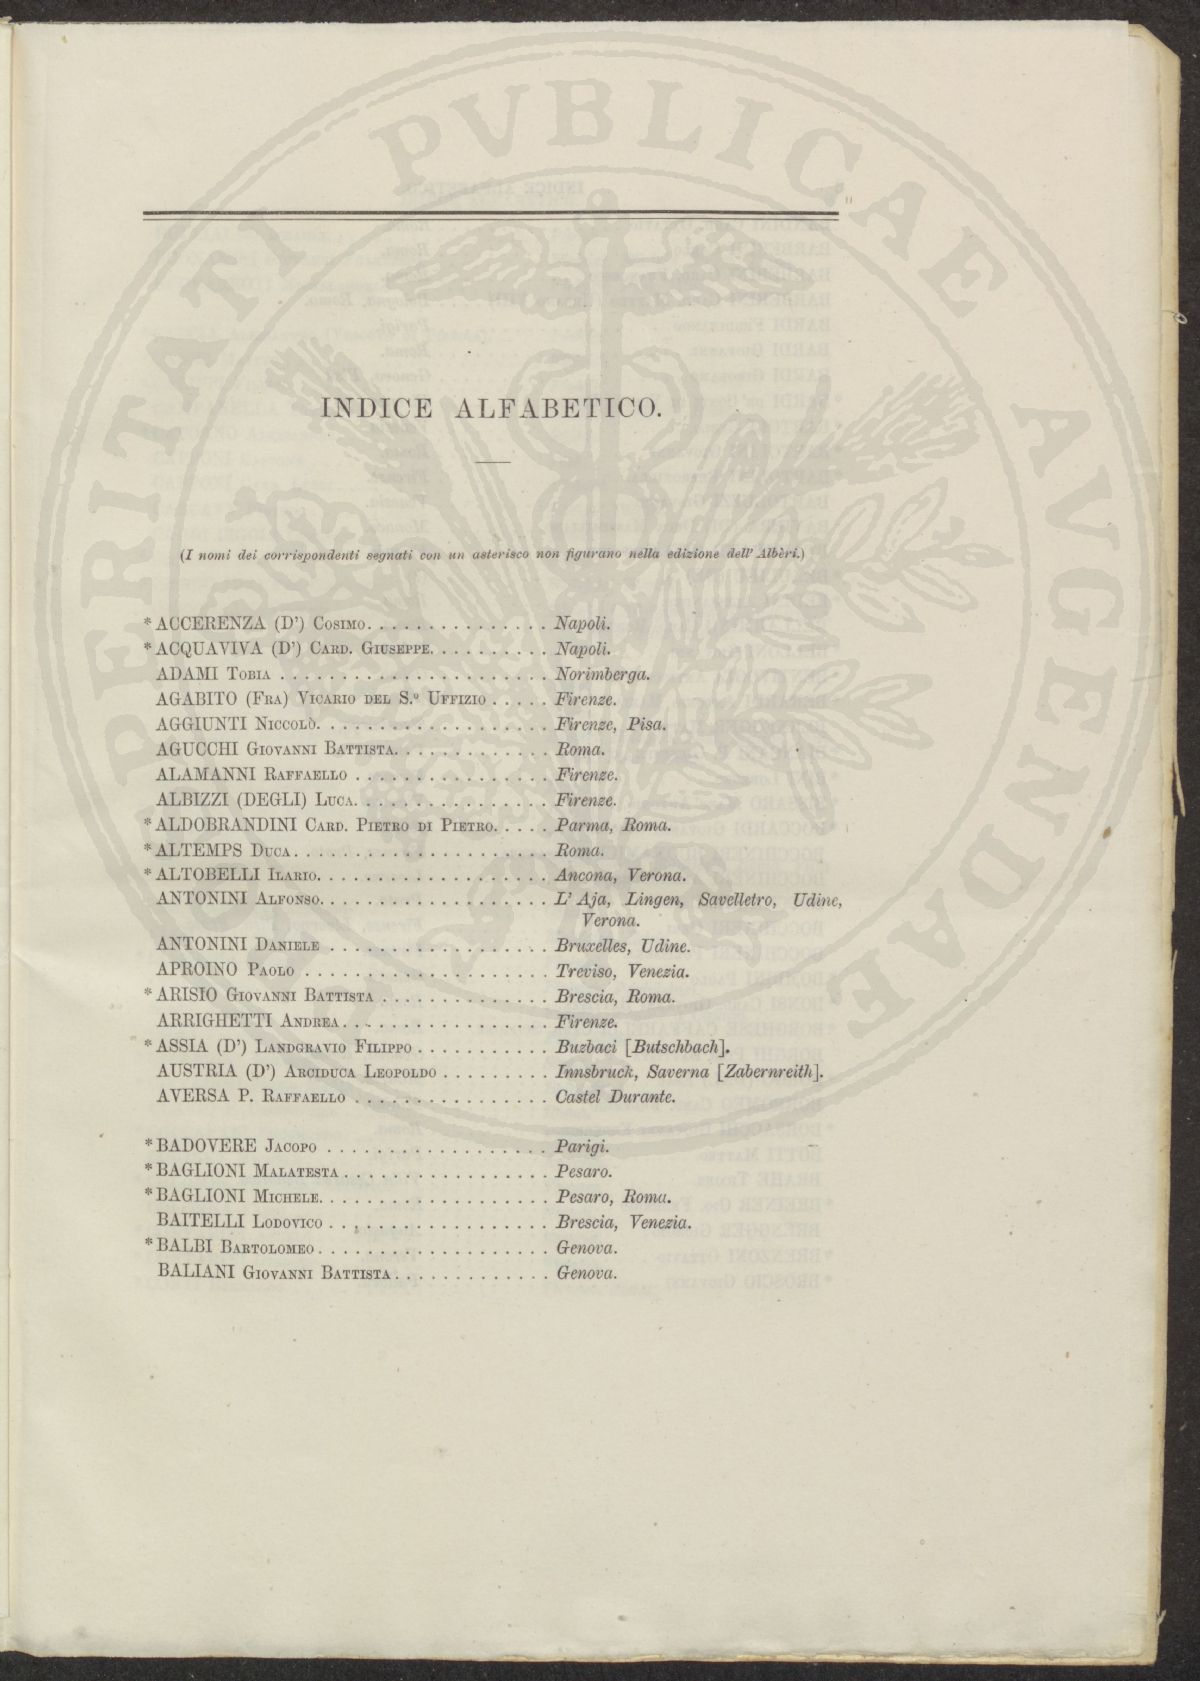 INDICE ALFABETICO.
(I nomi dei corrispondenti segnati con un asterisco non figurano nella edizione dell' Albèri.)
* ACCERENZA (D') COSIMO. . . . . . . . . . . . . . . Napoli.
* ACQUAVIVA (D') CARD. GIUSEPPE. . . . . . . . . . Napoli.
ADAMI TOBIA . . . . . . . . . . . . . . . . . . . . . . Norimberga.
AGABITO (FRA) VICARIO DEL S.º UFFIZIO . . . . . Firenze.
AGGIUNTI NICCOLÒ. . . . . . . . . . . . . . . . . . . Firenze, Pisa.
AGUCCHI GIOVANNI BATTISTA. . . . . . . . . . . . . Roma.
ALAMANNI RAFFAELLO . . . . . . . . . . . . . . . . Firenze.
ALBIZZI (DEGLI) LUCA. . . . . . . . . . . . . . . . Firenze.
* ALDOBRANDINI CARD. PIETRO DI PIETRO. . . . . Parma, Roma.
* ALTEMPS DUCA. . . . . . . . . . . . . . . . . . . . . Roma.
* ALTOBELLI ILARIO. . . . . . . . . . . . . . . . . . . Ancona, Verona.
ANTONINI ALFONSO. . . . . . . . . . . . . . . . . . . L' Aja, Lingen, Savelletro, Udine,
Verona.
ANTONINI DANIELE . . . . . . . . . . . . . . . . . . Bruxelles, Udine.
APROINO PAOLO . . . . . . . . . . . . . . . . . . . . Treviso, Venezia.
* ARISIO GIOVANNI BATTISTA . . . . . . . . . . . . . . Brescia, Roma.
ARRIGHETTI ANDREA. . . . . . . . . . . . . . . . . Firenze.
* ASSIA (D') LANDGRAVIO FILIPPO . . . . . . . . . . . Buzbaci [Butschbach].
AUSTRIA (D') ARCIDUCA LEOPOLDO . . . . . . . . . Innsbruck, Saverna [Zabernreith].
AVERSA P. RAFFAELLO . . . . . . . . . . . . . . . . Castel Durante.
* BADOVERE JACOPO . . . . . . . . . . . . . . . . . . Parigi.
* BAGLIONI MALATESTA . . . . . . . . . . . . . . . . . Pesaro.
* BAGLIONI MICHELE. . . . . . . . . . . . . . . . . . . Pesaro, Roma.
BAITELLI LODOVICO . . . . . . . . . . . . . . . . . . Brescia, Venezia.
* BALBI BARTOLOMEO. . . . . . . . . . . . . . . . . . . Genova.
BALIANI GIOVANNI BATTISTA. . . . . . . . . . . . . Genova.